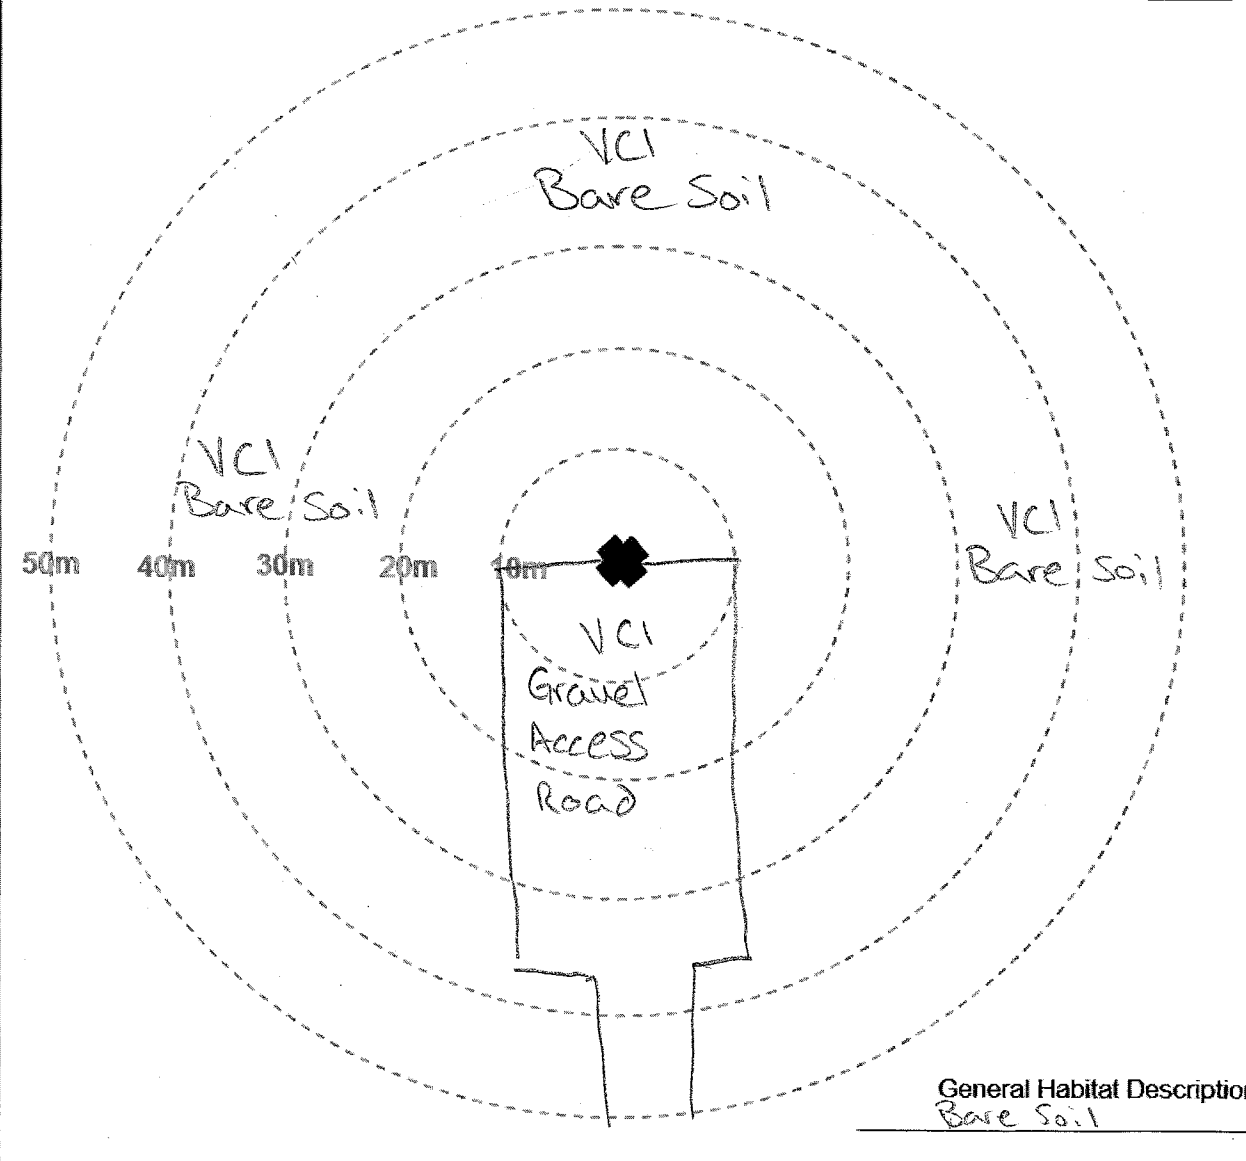 VCI
Bare Soil
VCI
Bare Soil
VCI
Bare Soil
50m 40m 30m 20m 10m
VCI
Gravel
Access
Road
General Habitat Description
Bare Soil